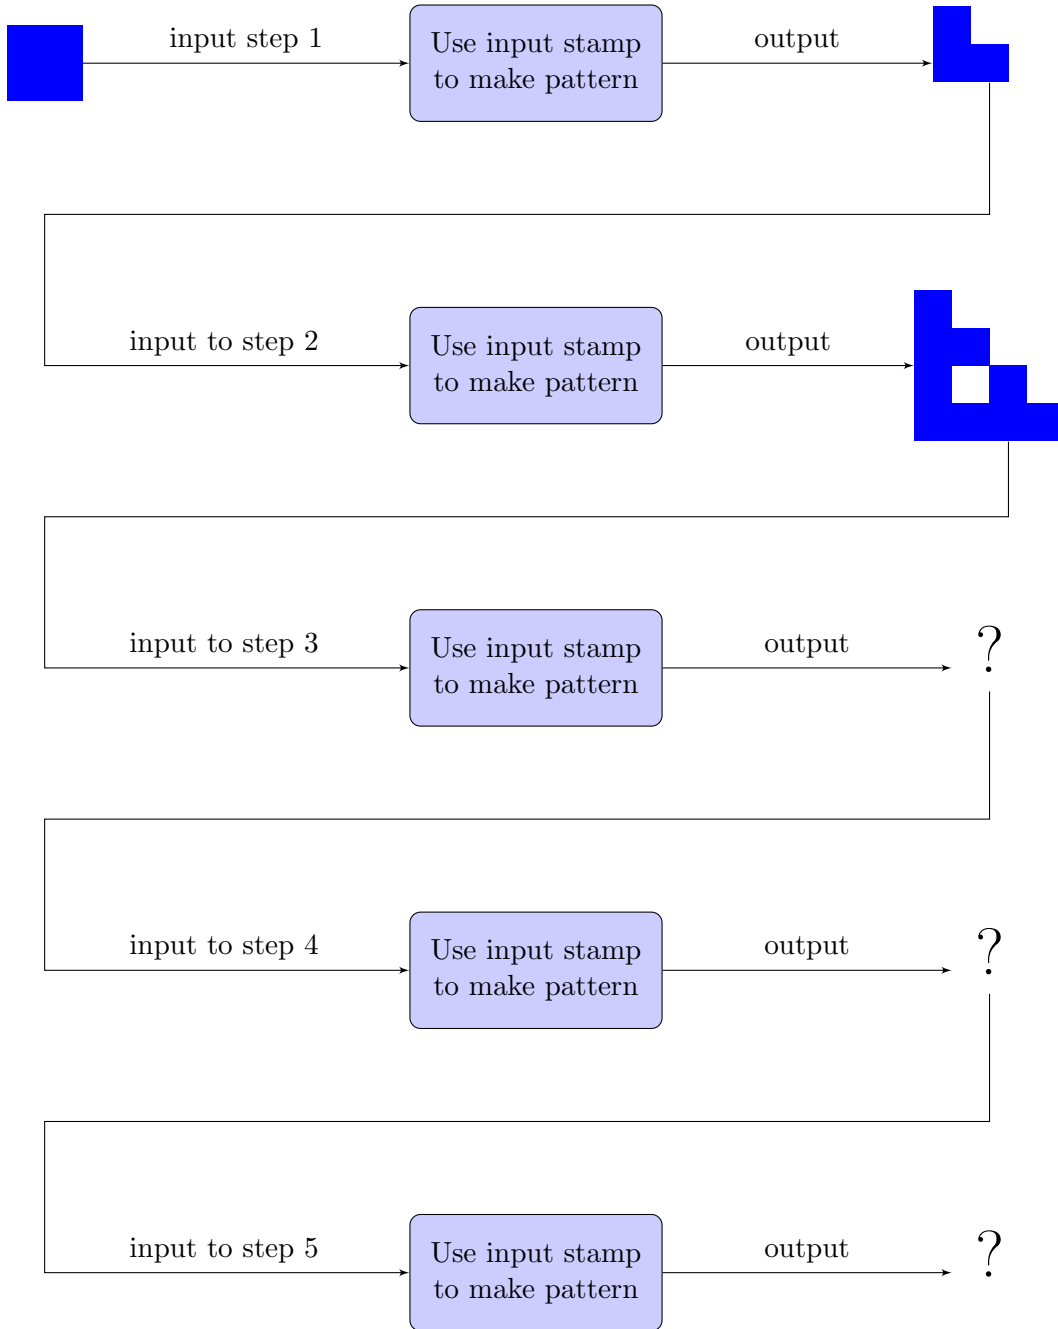 input step 1
Use input stamp
to make pattern
output
input to step 2
Use input stamp
to make pattern
output
input to step 3
Use input stamp
to make pattern
output
?
input to step 4
Use input stamp
to make pattern
output
?
input to step 5
Use input stamp
to make pattern
output
?